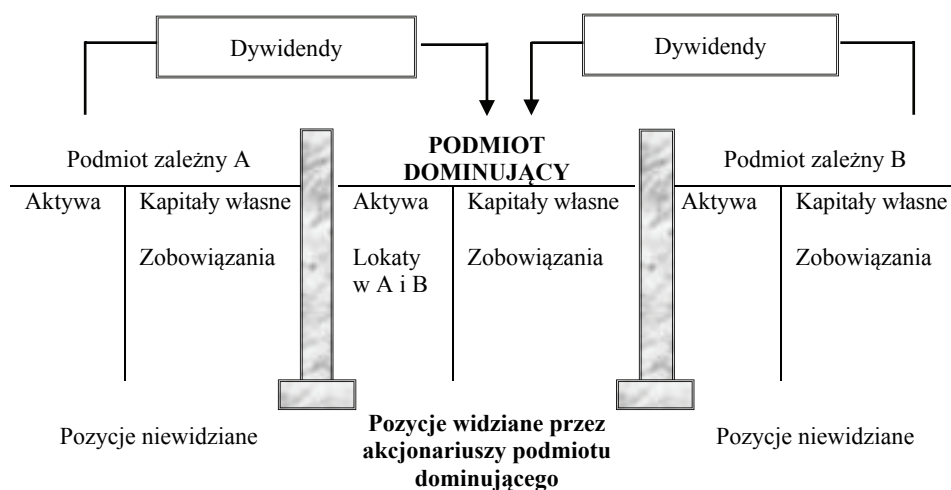 Dywidendy
Dywidendy
Podmiot zależny A
PODMIOT
DOMINUJĄCY
Podmiot zależny B
Aktywa
Kapitały własne
Aktywa
Kapitały własne
Aktywa
Kapitały własne
Zobowiązania
Lokaty
w A i B
Zobowiązania
Zobowiązania
Pozycje niewidziane
Pozycje widziane przez
akcjonariuszy podmiotu
dominującego
Pozycje niewidziane